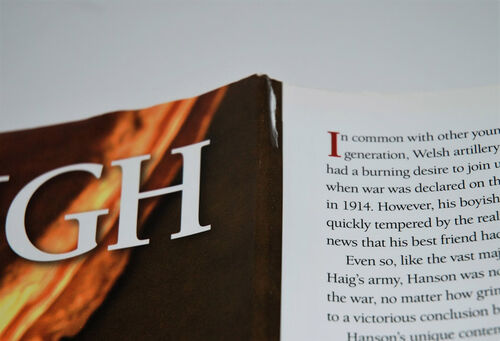 UGH
In common with other youn
generation, Welsh artillery
had a burning desire to join u
when war was declared on th
in 1914. However, his boyish
quickly tempered by the real
news that his best friend had
Even so, like the vast maj
Haig's army, Hanson was no
the war, no matter how grin
to a victorious conclusion b
Hanson's unique conten